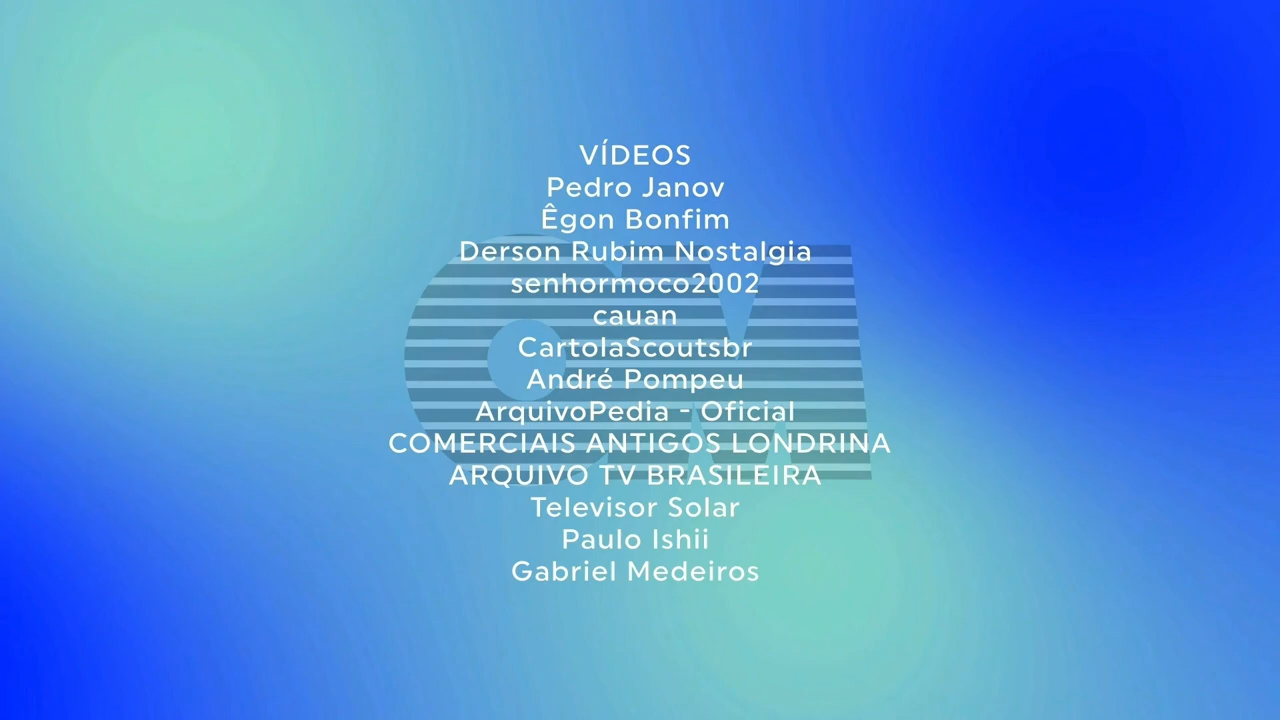 VÍDEOS
Pedro Janov
Êgon Bonfim
Derson Rubim Nostalgia
senhormoco2002
cauan
CartolaScoutsbr
André Pompeu
ArquivoPedia - Oficial
COMERCIAIS ANTIGOS LONDRINA
ARQUIVO TV BRASILEIRA
Televisor Solar
Paulo Ishii
Gabriel Medeiros
CM